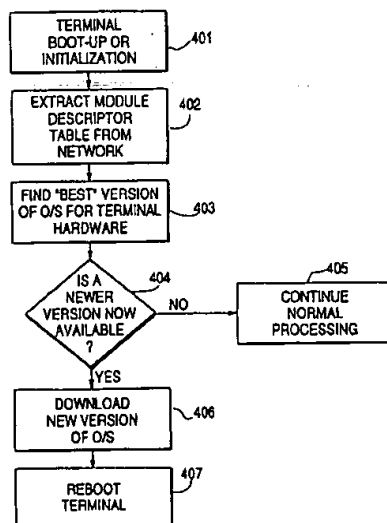 TERMINAL
BOOT-UP OR
INITIALIZATION
401
EXTRACT MODULE
DESCRIPTOR
TABLE FROM
NETWORK
402
FIND "BEST" VERSION
OF O/S FOR TERMINAL
HARDWARE
403
IS A
NEWER
VERSION NOW
AVAILABLE
?
404
NO
405
CONTINUE
NORMAL
PROCESSING
YES
DOWNLOAD
NEW VERSION
OF O/S
406
REBOOT
TERMINAL
407